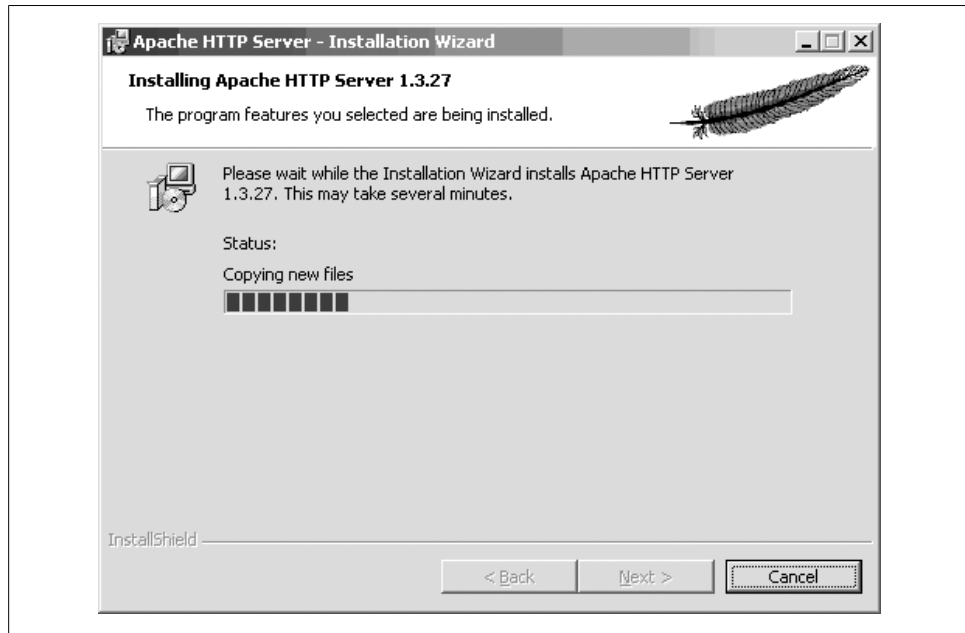 Apache HTTP Server - Installation Wizard
Installing Apache HTTP Server 1.3.27
The program features you selected are being installed.
Please wait while the Installation Wizard installs Apache HTTP Server
1.3.27. This may take several minutes.
Status:
Copying new files
InstallShield
< Back Next > Cancel